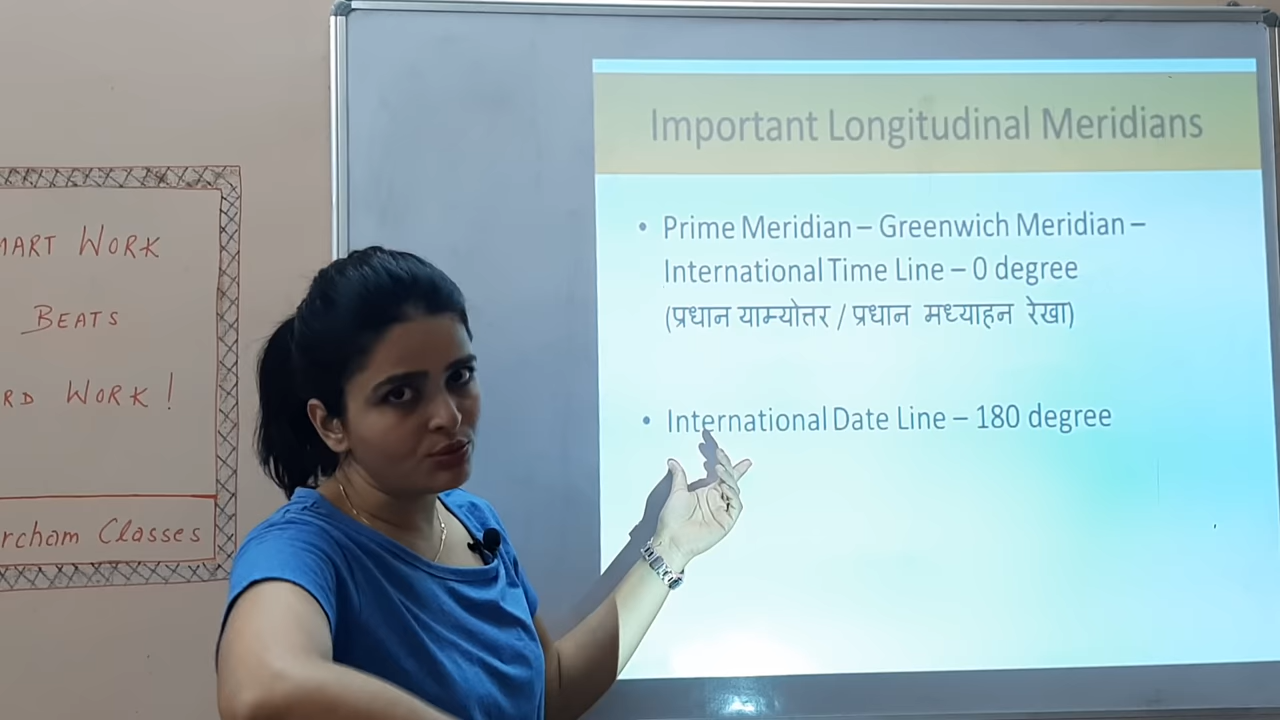 MART WORK
BEATS
RD WORK!
rcham Classes
Important Longitudinal Meridians
• Prime Meridian – Greenwich Meridian –
International Time Line – 0 degree
(प्रधान याम्योत्तर / प्रधान मध्याहन रेखा)
• International Date Line – 180 degree